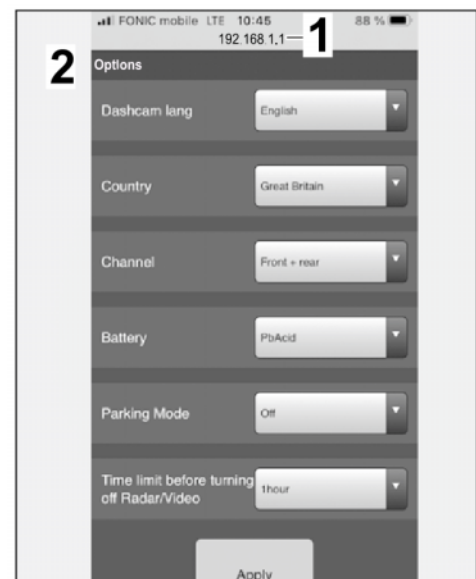 FONIC mobile LTE 10:45 88 %
192.168.1.1 1
2
Options
Dashcam lang English
Country Great Britain
Channel Front + rear
Battery PbAcid
Parking Mode Off
Time limit before turning
off Radar/Video 1hour
Apply